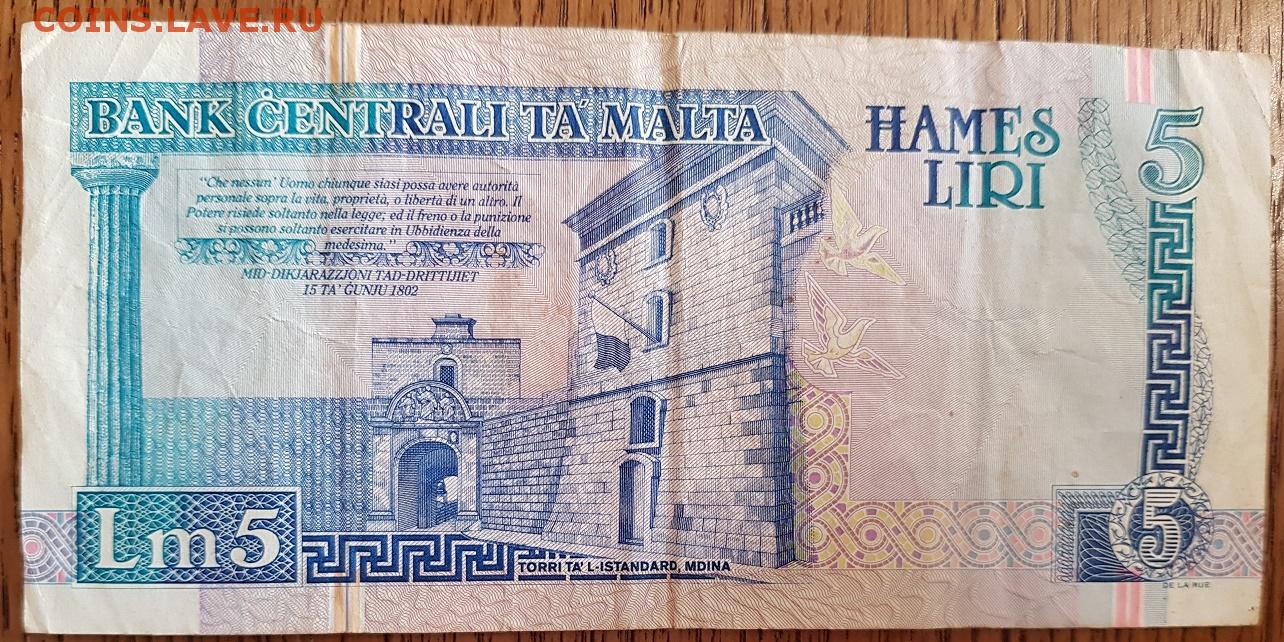 COINS.LAVE.RU
BANK ĊENTRALI TA' MALTA
ĦAMES
LIRI
5
"Che nessun' Uomo chiunque siasi possa avere autorità
personale sopra la vita, proprietà, o libertà di un altro. Il
Potere risiede soltanto nella legge; ed il freno o la punizione
si possono soltanto esercitare in Ubbidienza della
medesima."
MID-DIKJARAZZJONI TAD-DRITTIJIET
15 TA' ĠUNJU 1802
Lm5
5
TORRI TA' L-ISTANDARD, MDINA
DE LA RUE